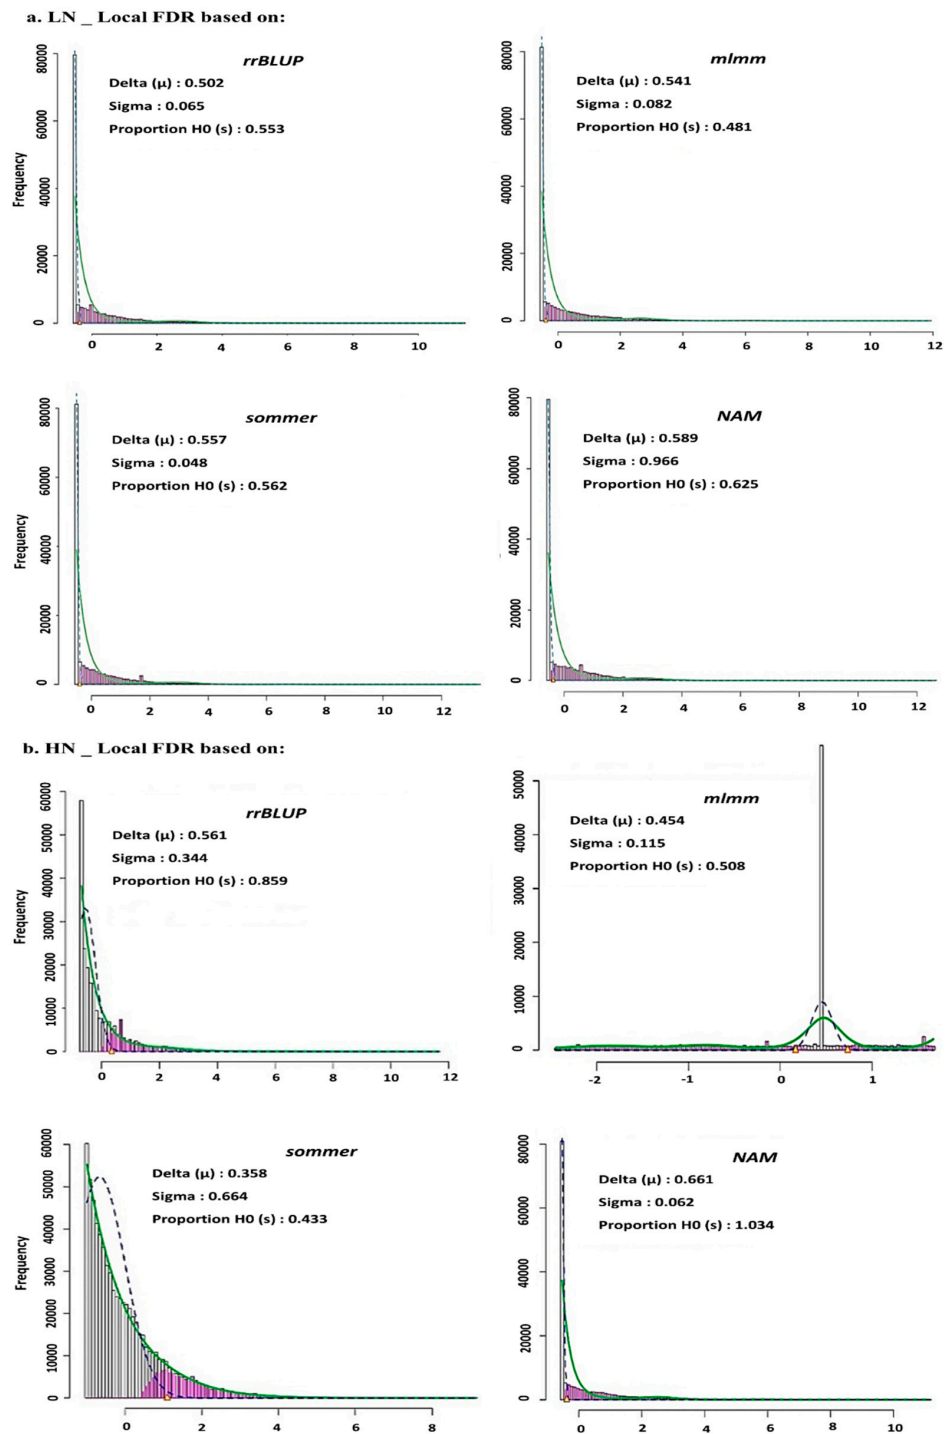 a. LN _ Local FDR based on:
rrBLUP
Delta (μ) : 0.502
Sigma : 0.065
Proportion H0 (s) : 0.553
Frequency
80000
60000
40000
20000
0
0 2 4 6 8 10
mlmm
Delta (μ) : 0.541
Sigma : 0.082
Proportion H0 (s) : 0.481
80000
60000
40000
20000
0
0 2 4 6 8 10 12
sommer
Delta (μ) : 0.557
Sigma : 0.048
Proportion H0 (s) : 0.562
Frequency
80000
60000
40000
20000
0
0 2 4 6 8 10 12
NAM
Delta (μ) : 0.589
Sigma : 0.966
Proportion H0 (s) : 0.625
80000
60000
40000
20000
0
0 2 4 6 8 10 12
b. HN _ Local FDR based on:
rrBLUP
Delta (μ) : 0.561
Sigma : 0.344
Proportion H0 (s) : 0.859
Frequency
60000
50000
40000
30000
20000
10000
0
0 2 4 6 8 10 12
mlmm
Delta (μ) : 0.454
Sigma : 0.115
Proportion H0 (s) : 0.508
50000
40000
30000
20000
10000
0
-2 -1 0 1
sommer
Delta (μ) : 0.358
Sigma : 0.664
Proportion H0 (s) : 0.433
Frequency
60000
50000
40000
30000
20000
10000
0
0 2 4 6 8
NAM
Delta (μ) : 0.661
Sigma : 0.062
Proportion H0 (s) : 1.034
80000
60000
40000
20000
0
0 2 4 6 8 10